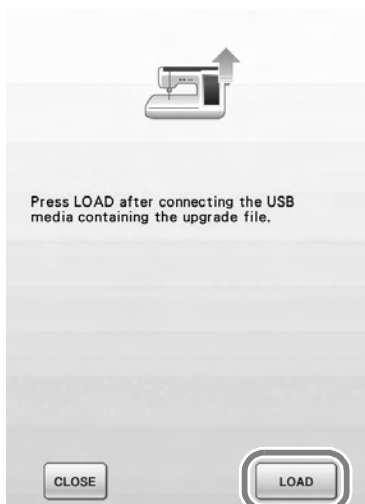 Press LOAD after connecting the USB
media containing the upgrade file.
CLOSE
LOAD